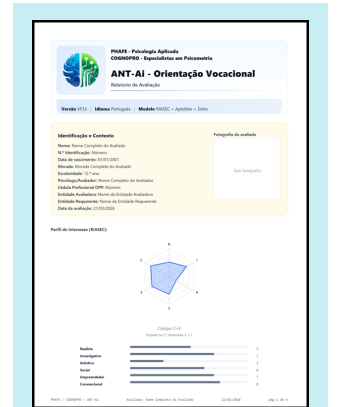 PHAFE - Psicologia Aplicada
COGNOPRO - Especialistas em Psicometria
ANT-Ai - Orientação Vocacional
Relatório de Avaliação
Versão VF03 | Idioma Português | Modelo RIASEC + Aptidões + Estilo
Identificação e Contexto
Fotografia do avaliado
Nome: Nome Completo do Avaliado
N.º Identificação: Número
Data de nascimento: 01/01/2001
Morada: Morada Completa do Avaliado
Escolaridade: 12.º ano
Psicólogo/Avaliador: Nome Completo do Avaliador
Cédula Profissional OPP: Número
Entidade Avaliadora: Nome da Entidade Avaliadora
Entidade Requerente: Nome da Entidade Requerente
Data da avaliação: 21/03/2026
Sem fotografia
Perfil de Interesses (RIASEC)
R
I
A
S
E
C
Código: C=E
Realista
Investigativo
Artístico
Social
Empreendedor
Convencional
PHAFE / COGNOPRO - ANT-Ai
Avaliado: Nome Completo do Avaliado
21/03/2026
pág 1 de 4